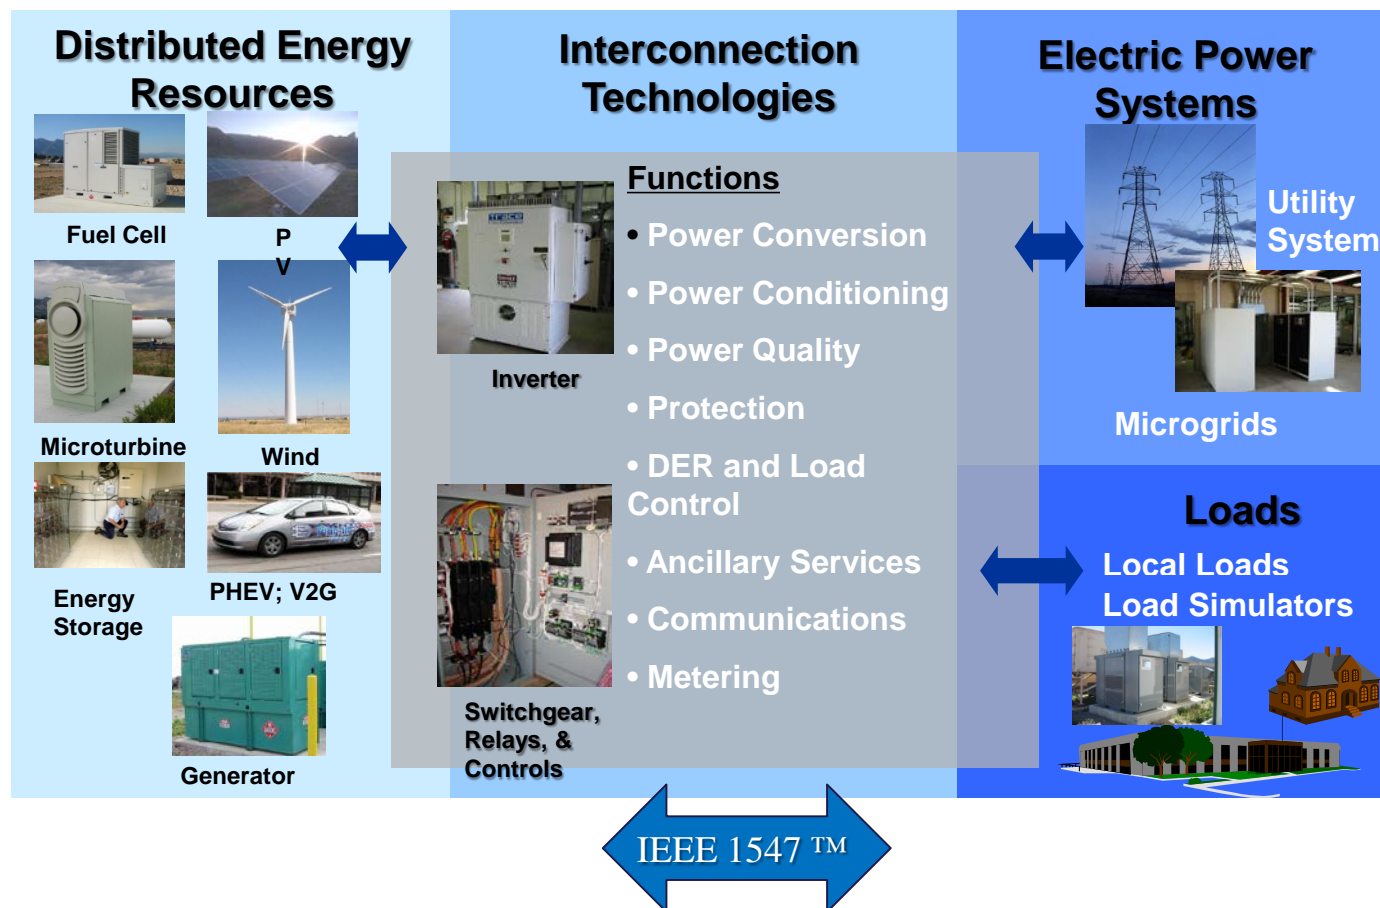 Distributed Energy
Resources
Fuel Cell
P
V
Microturbine
Wind
Energy
Storage
PHEV; V2G
Generator
Interconnection
Technologies
trace
Inverter
Switchgear,
Relays, &
Controls
Functions
• Power Conversion
• Power Conditioning
• Power Quality
• Protection
• DER and Load
Control
• Ancillary Services
• Communications
• Metering
Electric Power
Systems
Utility
System
Microgrids
Loads
Local Loads
Load Simulators
IEEE 1547 ™